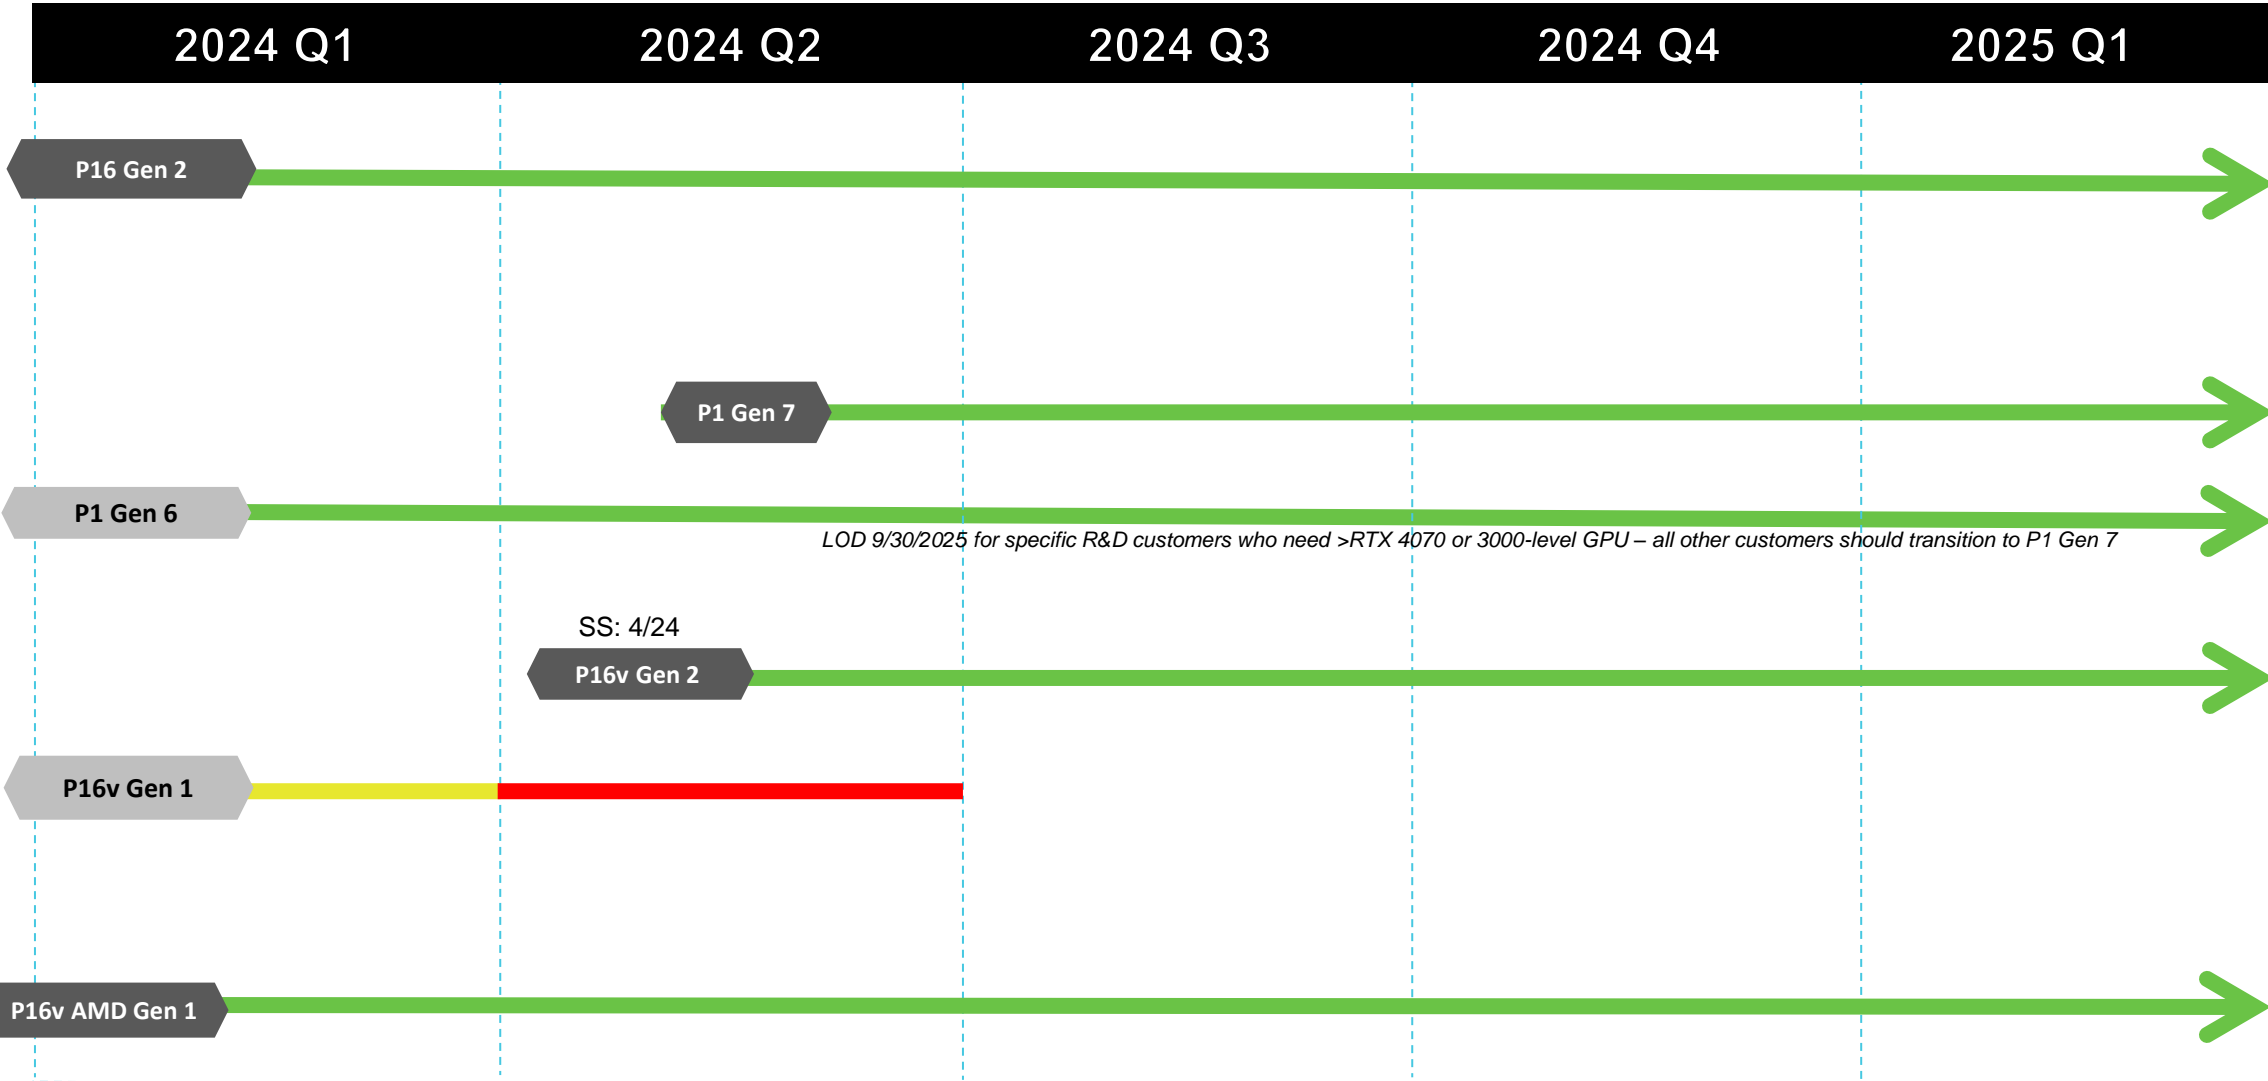 2024 Q1 2024 Q2 2024 Q3 2024 Q4 2025 Q1
P16 Gen 2
P1 Gen 7
P1 Gen 6
LOD 9/30/2025 for specific R&D customers who need >RTX 4070 or 3000-level GPU – all other customers should transition to P1 Gen 7
SS: 4/24
P16v Gen 2
P16v Gen 1
P16v AMD Gen 1